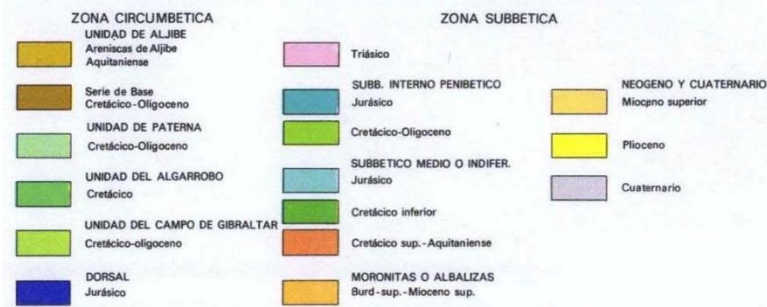 ZONA CIRCUMBETICA
UNIDAD DE ALJIBE
Areniscas de Aljibe
Aquitaniense
Serie de Base
Cretácico-Oligoceno
UNIDAD DE PATERNA
Cretácico-Oligoceno
UNIDAD DEL ALGARROBO
Cretácico
UNIDAD DEL CAMPO DE GIBRALTAR
Cretácico-oligoceno
DORSAL
Jurásico
ZONA SUBBETICA
Triásico
SUBB. INTERNO PENIBETICO
Jurásico
Cretácico-Oligoceno
SUBBETICO MEDIO O INDIFER.
Jurásico
Cretácico inferior
Cretácico sup.-Aquitaniense
MORONITAS O ALBALIZAS
Burd-sup.-Mioceno sup.
NEOGENO Y CUATERNARIO
Mioceno superior
Plioceno
Cuaternario